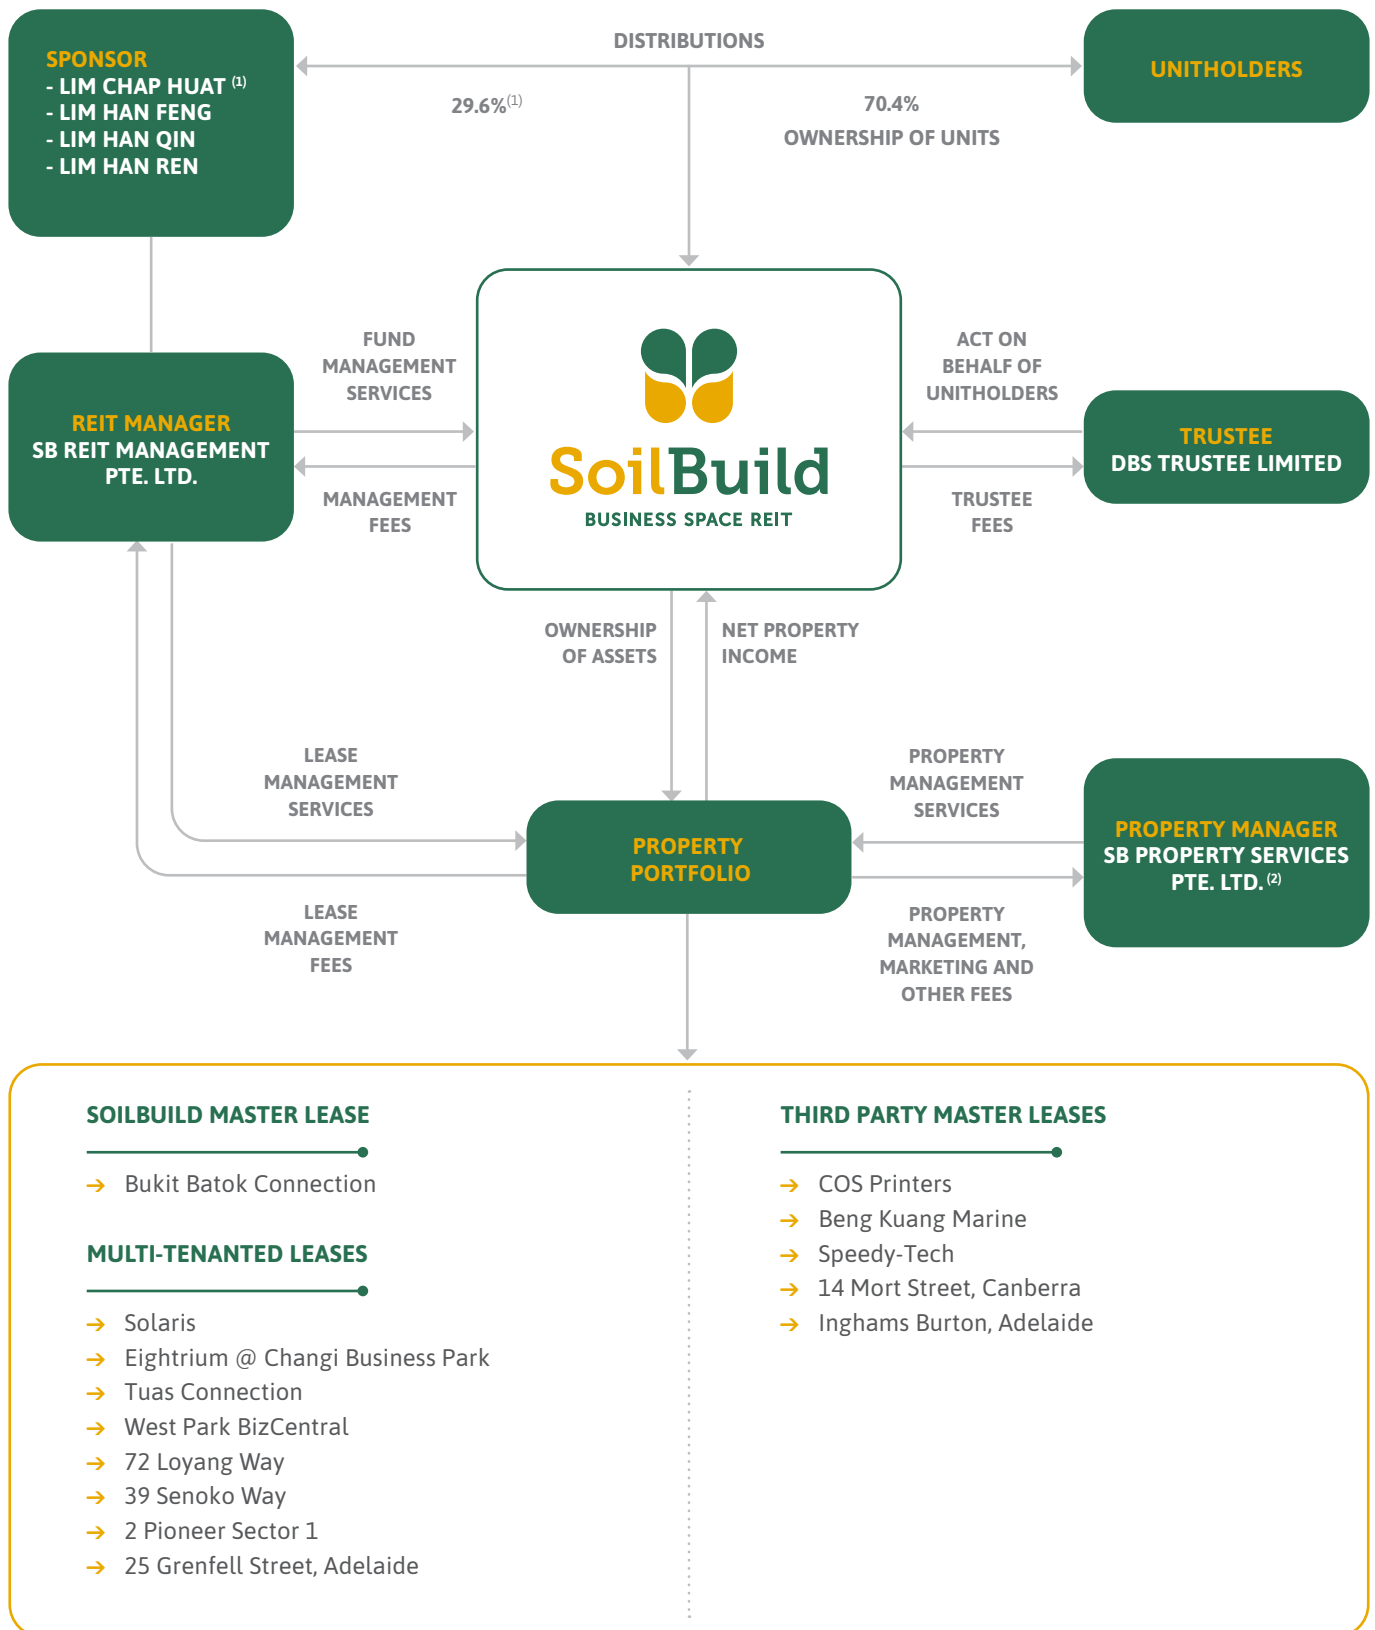 SPONSOR
- LIM CHAP HUAT (1)
- LIM HAN FENG
- LIM HAN QIN
- LIM HAN REN
DISTRIBUTIONS
29.6%(1)
70.4%
OWNERSHIP OF UNITS
UNITHOLDERS
REIT MANAGER
SB REIT MANAGEMENT
PTE. LTD.
FUND
MANAGEMENT
SERVICES
MANAGEMENT
FEES
SoilBuild
BUSINESS SPACE REIT
ACT ON
BEHALF OF
UNITHOLDERS
TRUSTEE
FEES
TRUSTEE
DBS TRUSTEE LIMITED
OWNERSHIP
OF ASSETS
NET PROPERTY
INCOME
LEASE
MANAGEMENT
SERVICES
LEASE
MANAGEMENT
FEES
PROPERTY
PORTFOLIO
PROPERTY
MANAGEMENT
SERVICES
PROPERTY
MANAGEMENT,
MARKETING AND
OTHER FEES
PROPERTY MANAGER
SB PROPERTY SERVICES
PTE. LTD. (2)
SOILBUILD MASTER LEASE
→ Bukit Batok Connection
MULTI-TENANTED LEASES
→ Solaris
→ Eightrium @ Changi Business Park
→ Tuas Connection
→ West Park BizCentral
→ 72 Loyang Way
→ 39 Senoko Way
→ 2 Pioneer Sector 1
→ 25 Grenfell Street, Adelaide
THIRD PARTY MASTER LEASES
→ COS Printers
→ Beng Kuang Marine
→ Speedy-Tech
→ 14 Mort Street, Canberra
→ Inghams Burton, Adelaide